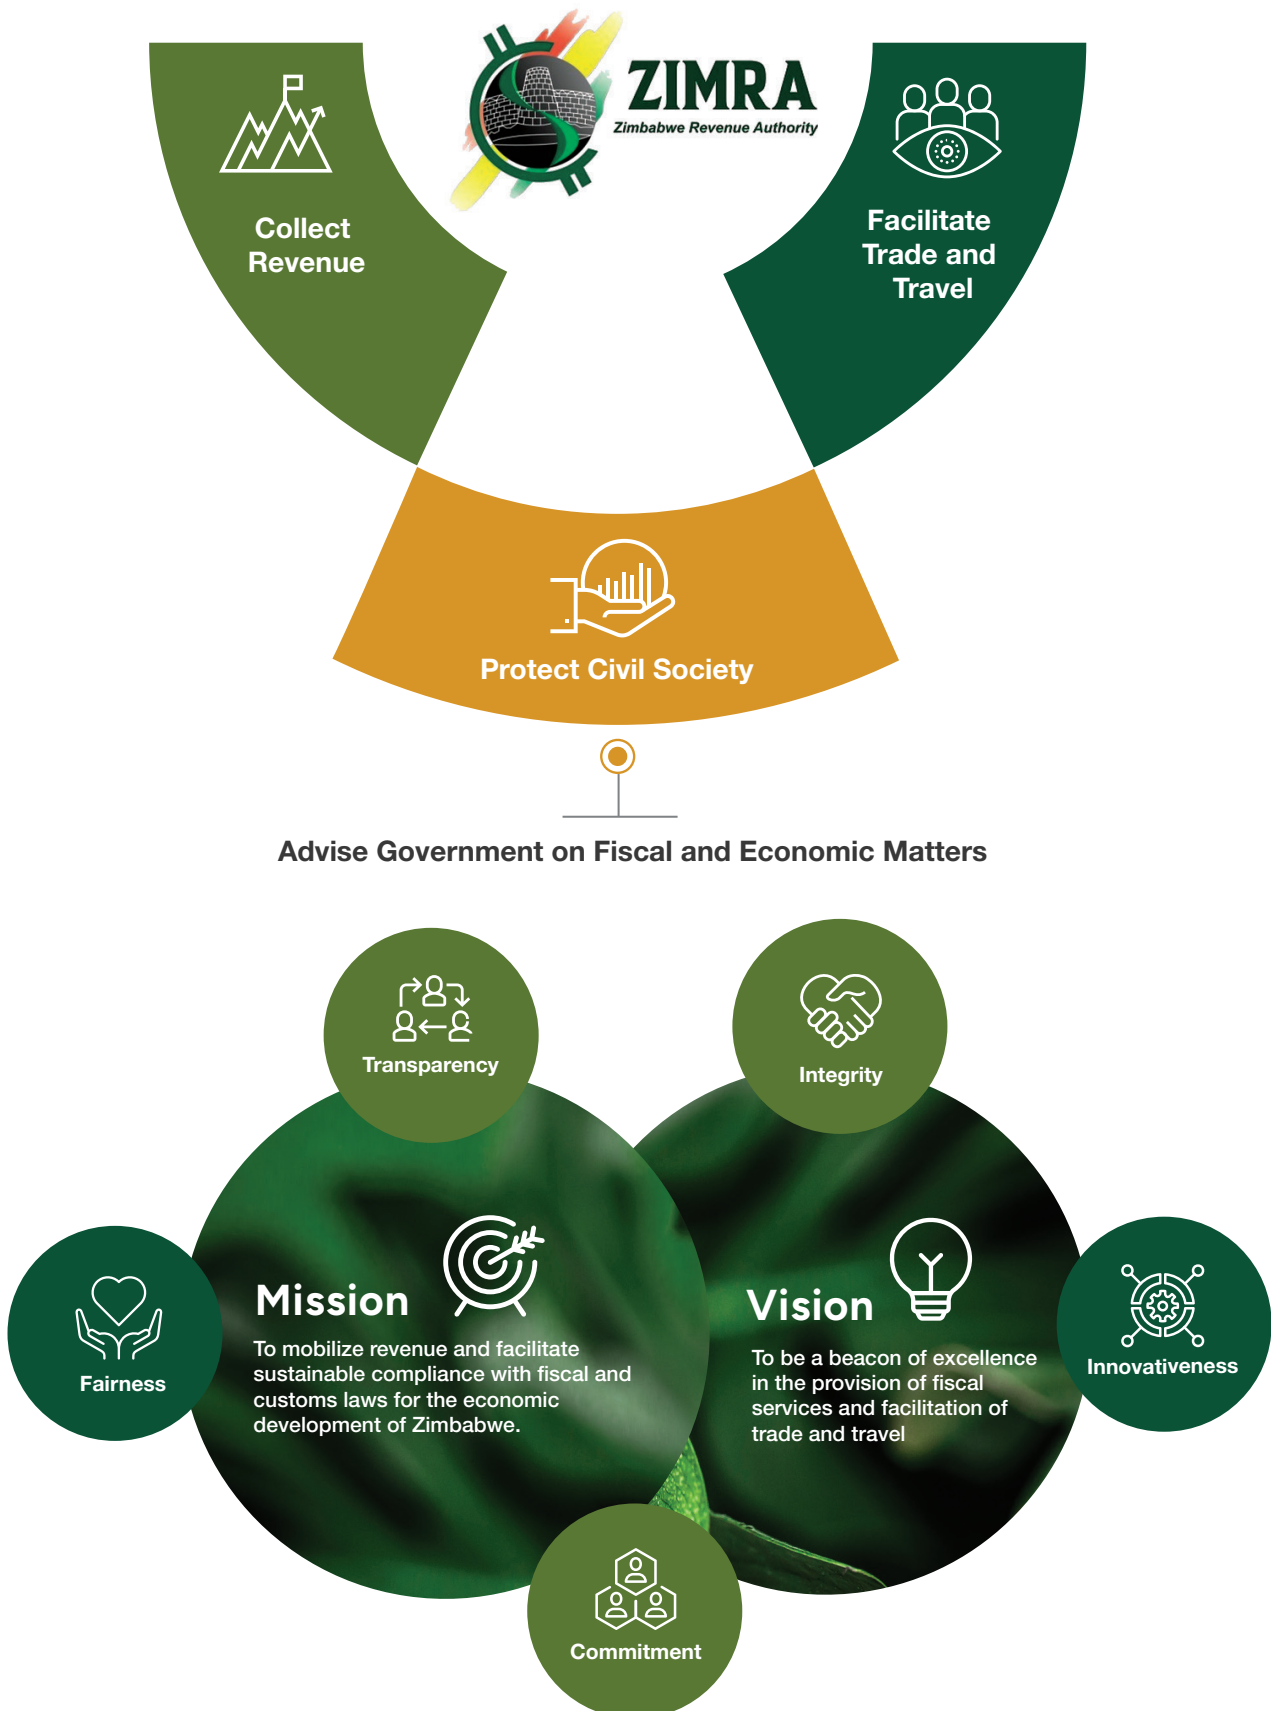 ZIMRA
Zimbabwe Revenue Authority
Collect
Revenue
Facilitate
Trade and
Travel
Protect Civil Society
Advise Government on Fiscal and Economic Matters
Transparency
Integrity
Fairness
Mission
To mobilize revenue and facilitate
sustainable compliance with fiscal and
customs laws for the economic
development of Zimbabwe.
Vision
To be a beacon of excellence
in the provision of fiscal
services and facilitation of
trade and travel
Innovativeness
Commitment